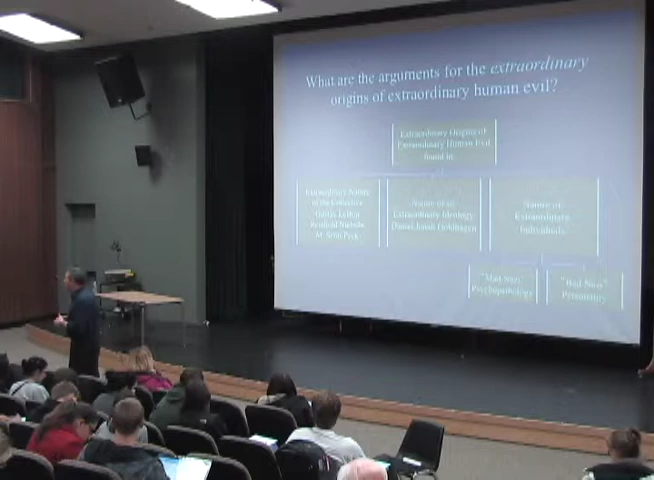 What are the arguments for the extraordinary
origins of extraordinary human evil?
Extraordinary Origins of
Extraordinary Human Evil
found in
Extraordinary Nature
of the Collective
Gustav LeBon
Reinhold Niebuhr
M. Scott Peck
Nature of an
Extraordinary Ideology
Daniel Jonah Goldhagen
Nature of
Extraordinary
Individuals
"Mad Nazi"
Psychopathology
"Bad Nazi"
Personality